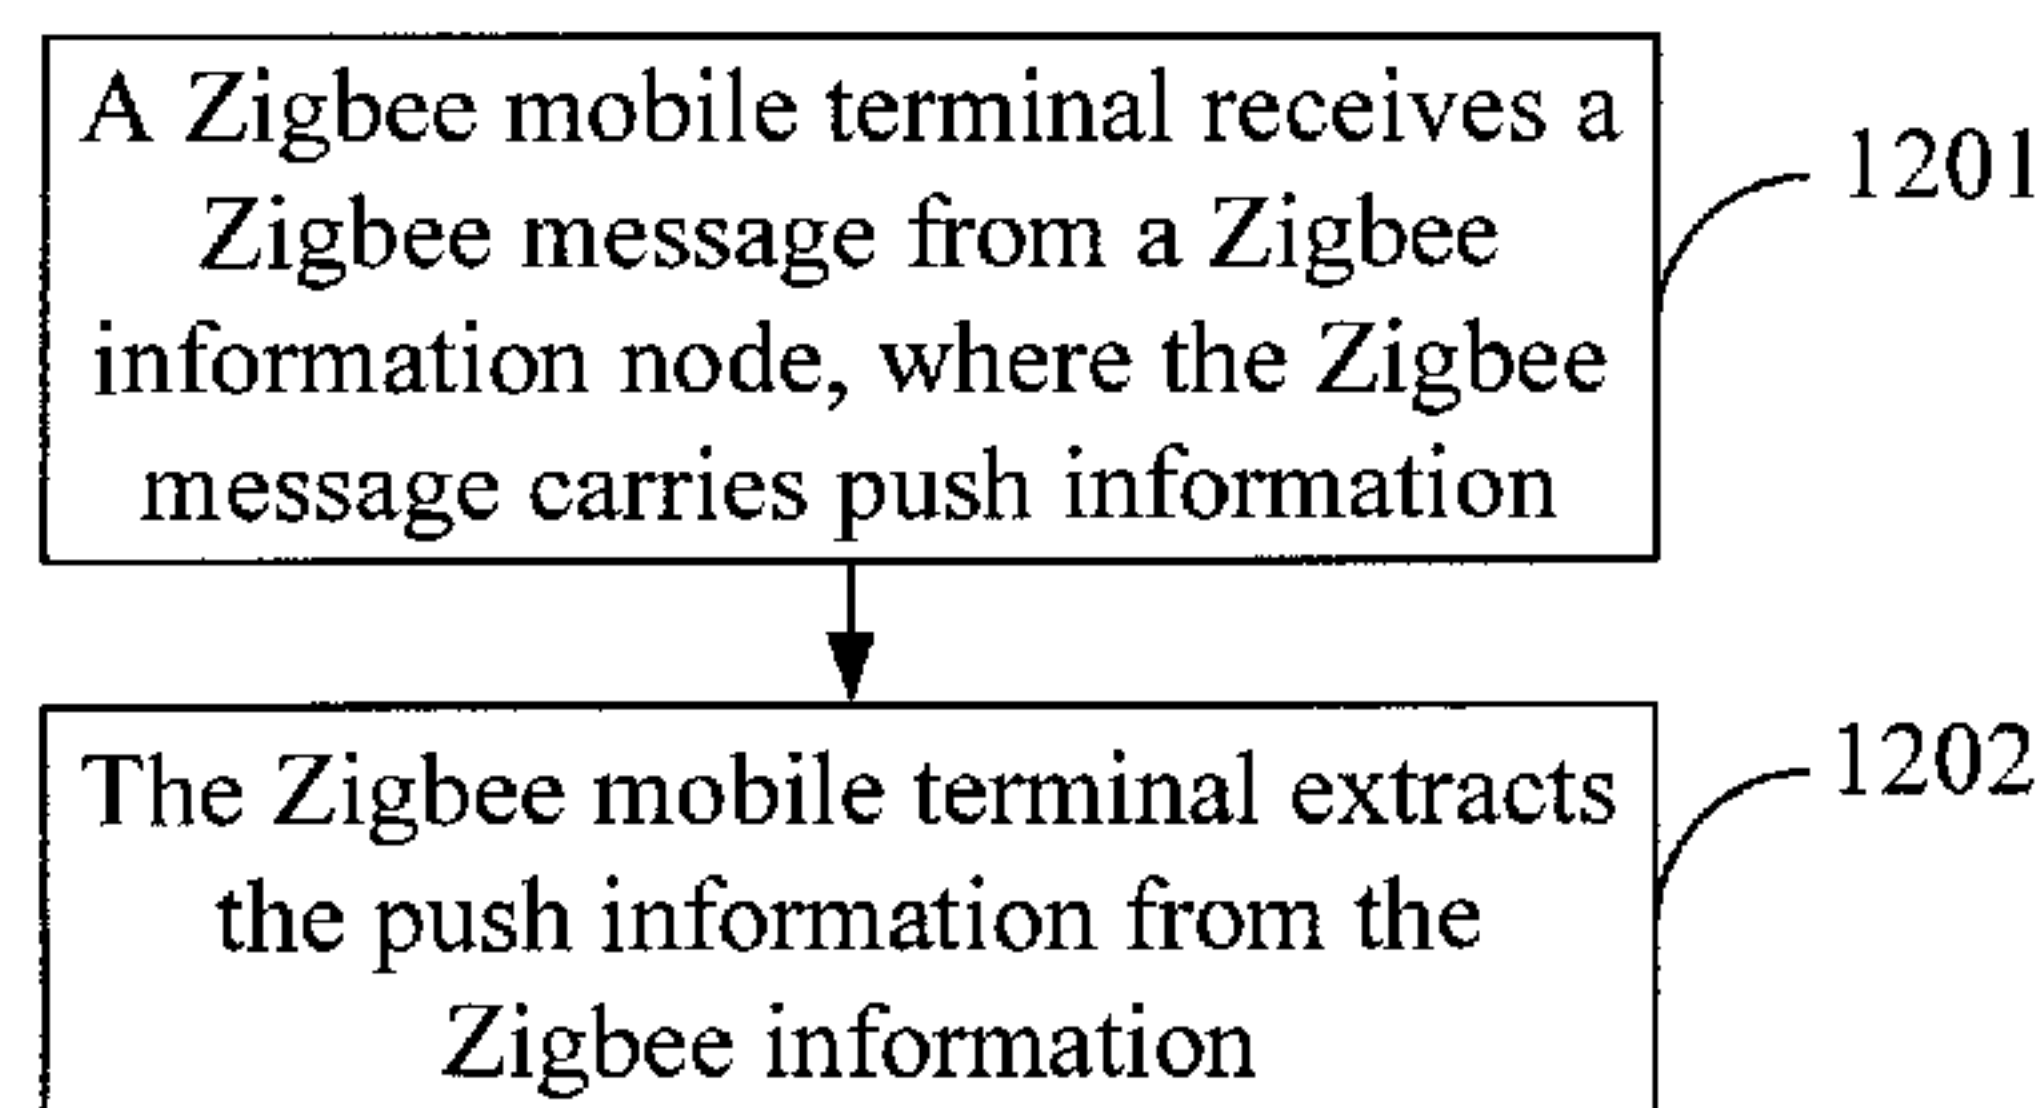 A Zigbee mobile terminal receives a
1201
Zigbee message from a Zigbee
information node, where the Zigbee
message carries push information
The Zigbee mobile terminal extracts
1202
the push information from the
Zigbee information